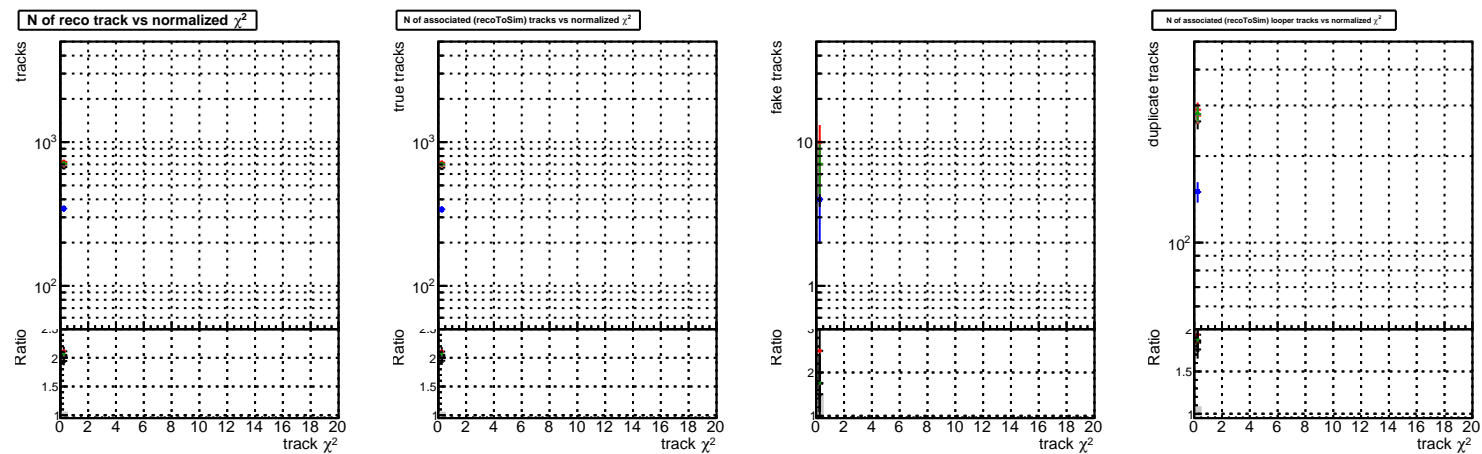 N of reco track vs normalized χ²
tracks
10³
10²
Ratio
2.5
2
1.5
1
0 2 4 6 8 10 12 14 16 18 20
track χ²
N of associated (recoToSim) tracks vs normalized χ²
true tracks
10³
10²
Ratio
2.5
2
1.5
1
0 2 4 6 8 10 12 14 16 18 20
track χ²
fake tracks
10
1
Ratio
3
2
1
0 2 4 6 8 10 12 14 16 18 20
track χ²
N of associated (recoToSim) looper tracks vs normalized χ²
duplicate tracks
10²
Ratio
2
1.5
1
0 2 4 6 8 10 12 14 16 18 20
track χ²